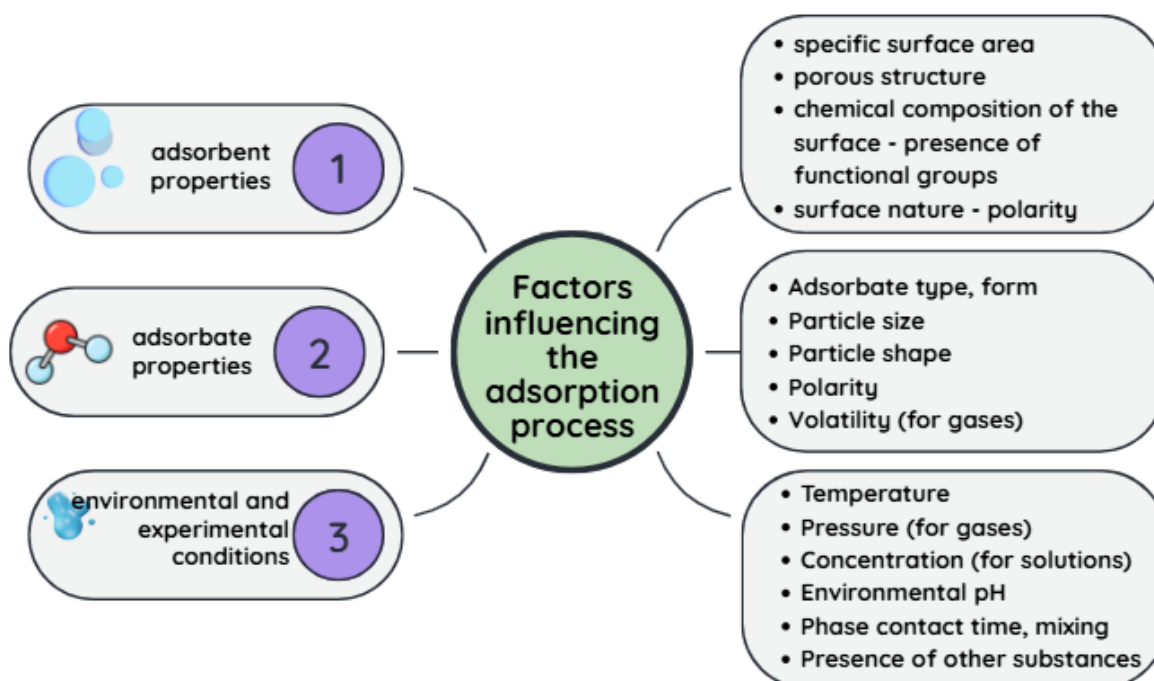 adsorbent
properties
1
adsorbate
properties
2
environmental and
experimental
conditions
3
Factors
influencing
the
adsorption
process
• specific surface area
• porous structure
• chemical composition of the
surface - presence of
functional groups
• surface nature - polarity
• Adsorbate type, form
• Particle size
• Particle shape
• Polarity
• Volatility (for gases)
• Temperature
• Pressure (for gases)
• Concentration (for solutions)
• Environmental pH
• Phase contact time, mixing
• Presence of other substances